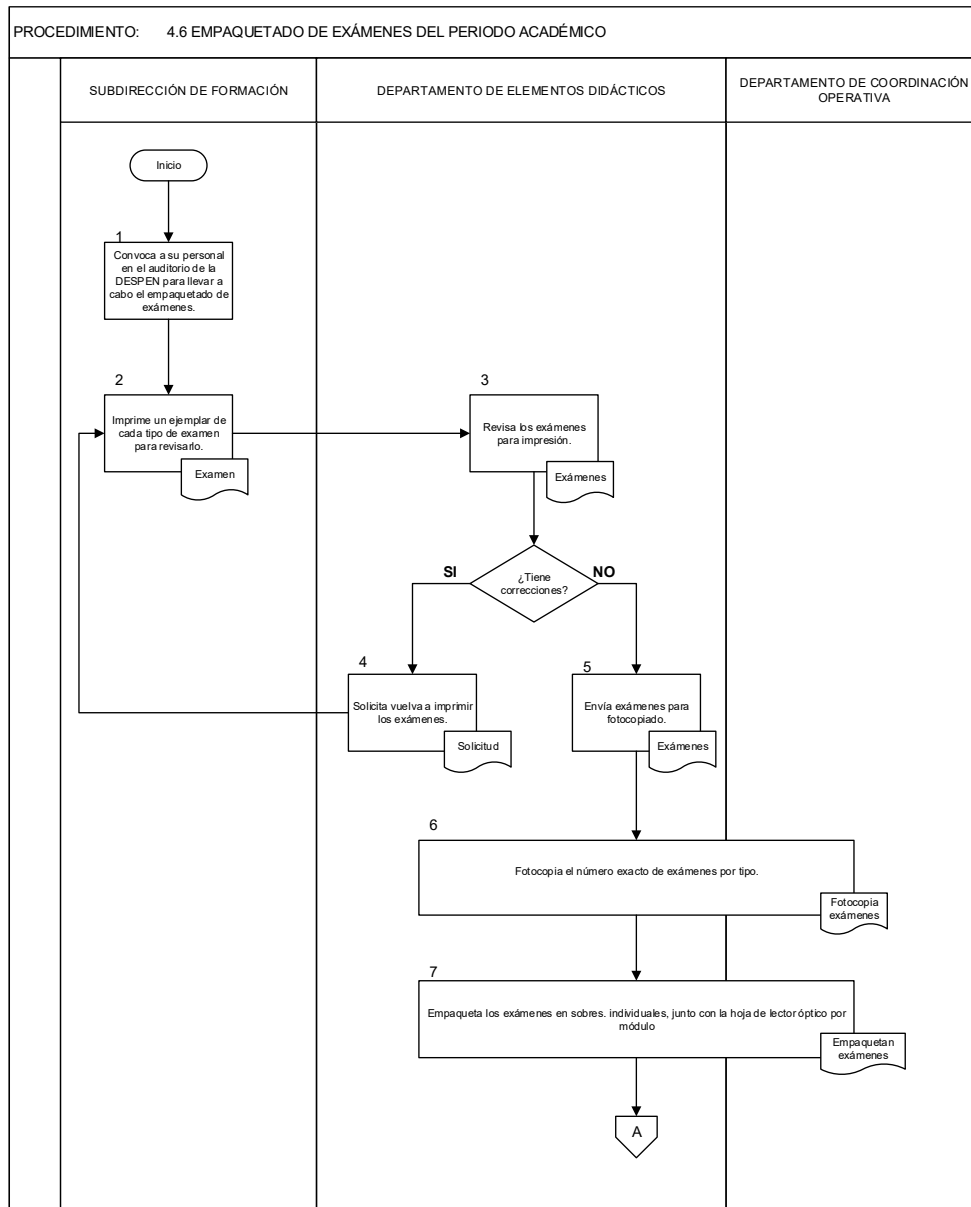 PROCEDIMIENTO: 4.6 EMPAQUETADO DE EXÁMENES DEL PERIODO ACADÉMICO
SUBDIRECCIÓN DE FORMACIÓN
DEPARTAMENTO DE ELEMENTOS DIDÁCTICOS
DEPARTAMENTO DE COORDINACIÓN
OPERATIVA
Inicio
1
Convoca a su personal
en el auditorio de la
DESPEN para llevar a
cabo el empaquetado de
exámenes.
2
Imprime un ejemplar de
cada tipo de examen
para revisarlo.
Examen
3
Revisa los exámenes
para impresión.
Exámenes
¿Tiene
correcciones?
SI
NO
4
Solicita vuelva a imprimir
los exámenes.
Solicitud
5
Envía exámenes para
fotocopiado.
Exámenes
6
Fotocopia el número exacto de exámenes por tipo.
Fotocopia
exámenes
7
Empaqueta los exámenes en sobres. individuales, junto con la hoja de lector óptico por
módulo
Empaquetan
exámenes
A